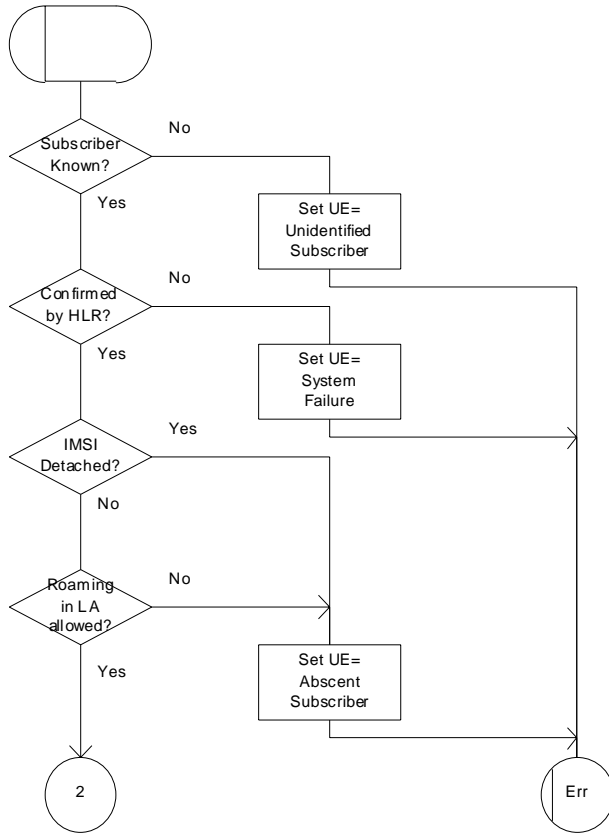 No
Subscriber
Known?
Yes
Set UE=
Unidentified
Subscriber
No
Confirmed
by HLR?
Yes
Set UE=
System
Failure
Yes
IMSI
Detached?
No
No
Roaming
in LA
allowed?
Yes
Set UE=
Abscent
Subscriber
2
Err